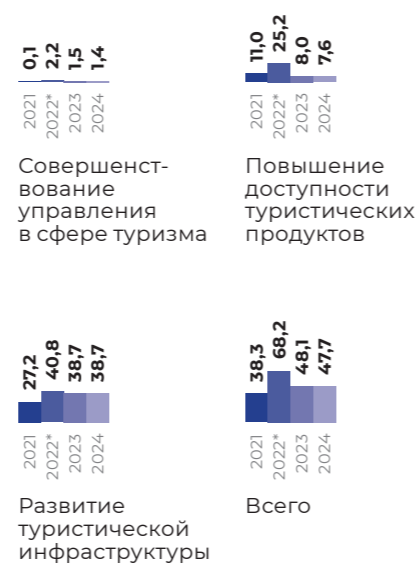 0,1
2,2
1,5
1,4
2021
2022*
2023
2024
Совершенст-
вование
управления
в сфере туризма
11,0
25,2
8,0
7,6
2021
2022*
2023
2024
Повышение
доступности
туристических
продуктов
27,2
40,8
38,7
38,7
2021
2022*
2023
2024
Развитие
туристической
инфраструктуры
38,3
68,2
48,1
47,7
2021
2022*
2023
2024
Всего